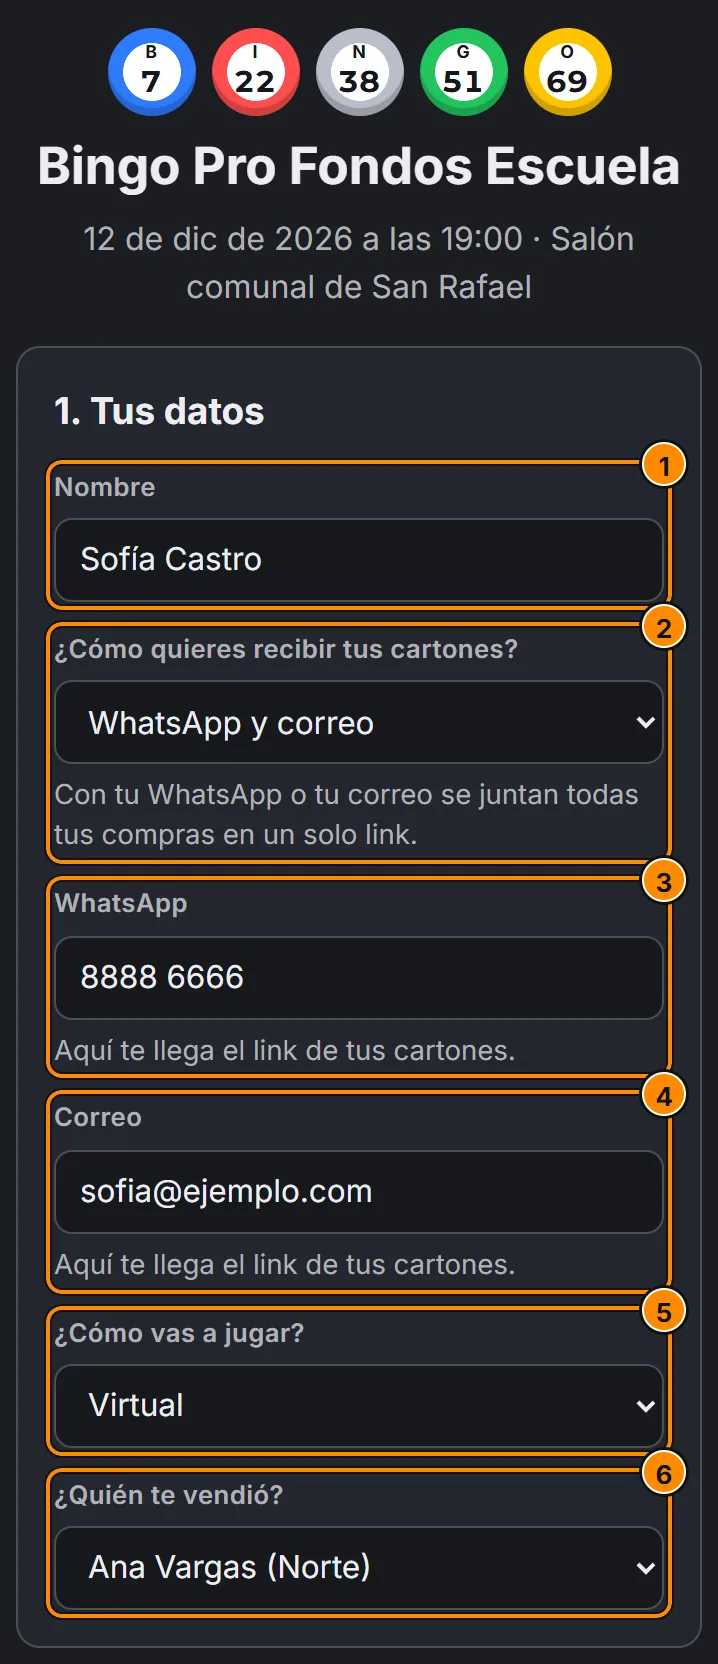 B I N G O
7 22 38 51 69
Bingo Pro Fondos Escuela
12 de dic de 2026 a las 19:00 · Salón
comunal de San Rafael
1. Tus datos
1
Nombre
Sofía Castro
2
¿Cómo quieres recibir tus cartones?
WhatsApp y correo
Con tu WhatsApp o tu correo se juntan todas
tus compras en un solo link.
3
WhatsApp
8888 6666
Aquí te llega el link de tus cartones.
4
Correo
sofia@ejemplo.com
Aquí te llega el link de tus cartones.
5
¿Cómo vas a jugar?
Virtual
6
¿Quién te vendió?
Ana Vargas (Norte)